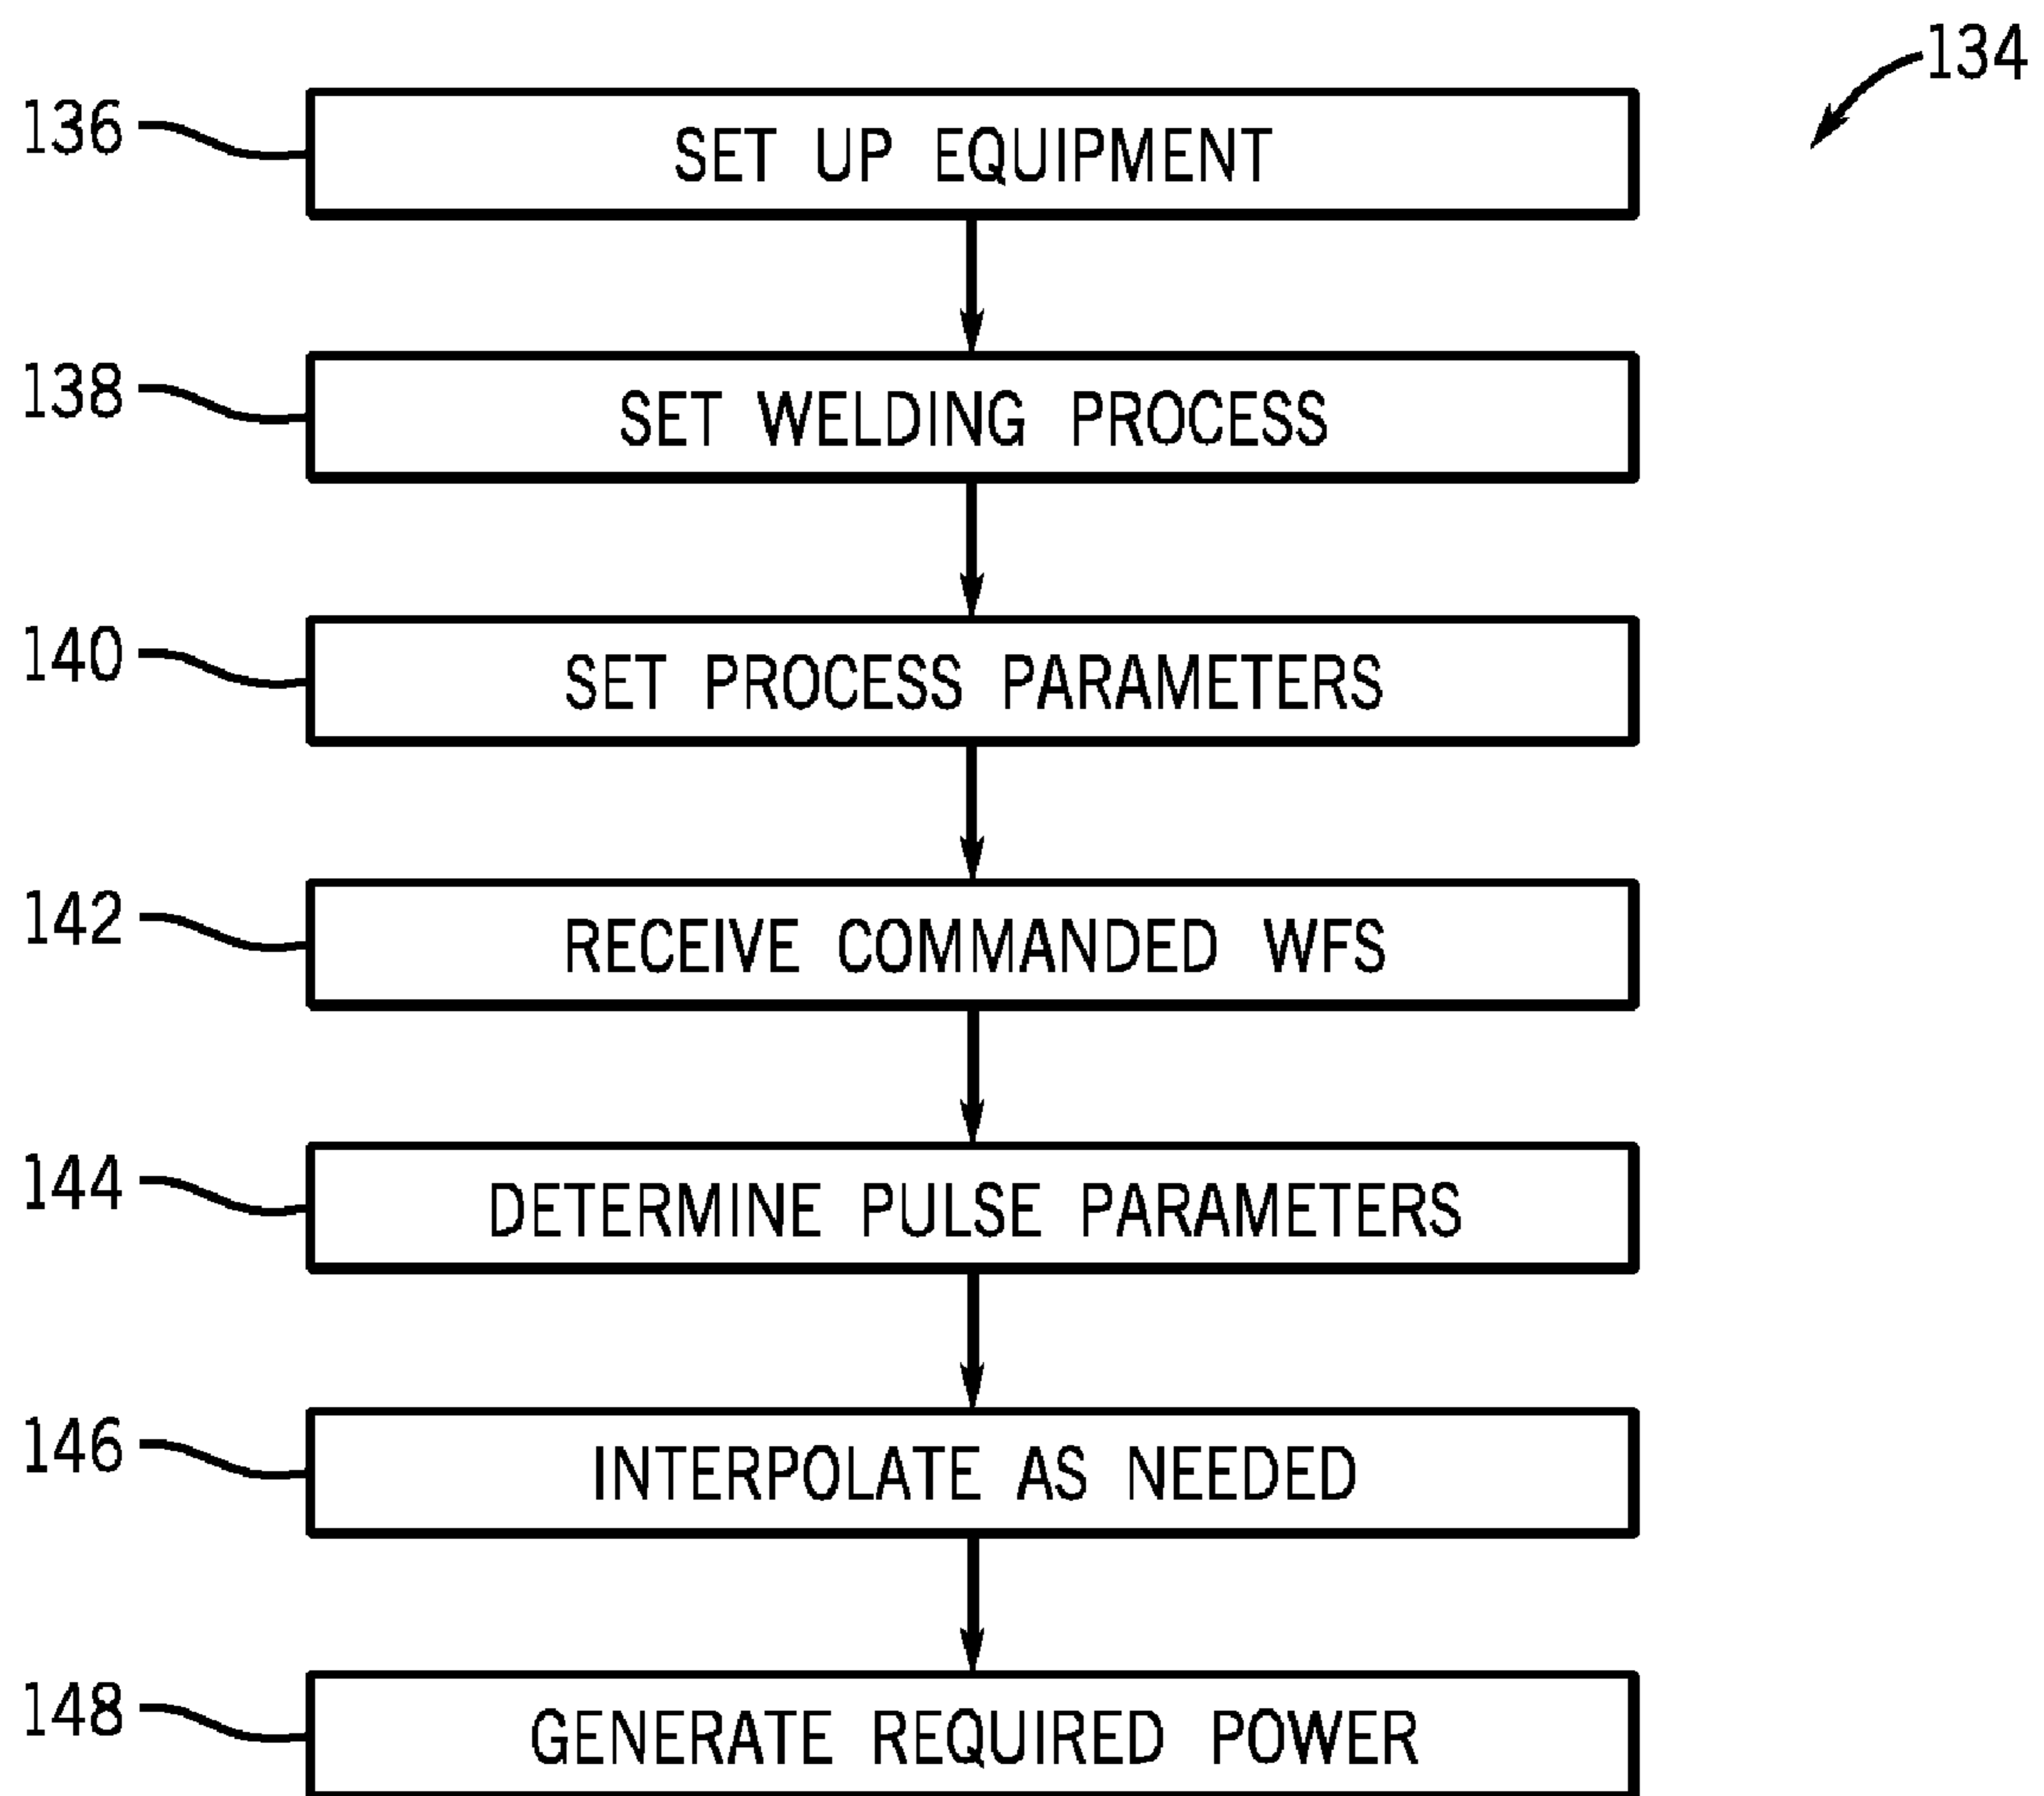 134
136 SET UP EQUIPMENT
138 SET WELDING PROCESS
140 SET PROCESS PARAMETERS
142 RECEIVE COMMANDED WFS
144 DETERMINE PULSE PARAMETERS
146 INTERPOLATE AS NEEDED
148 GENERATE REQUIRED POWER